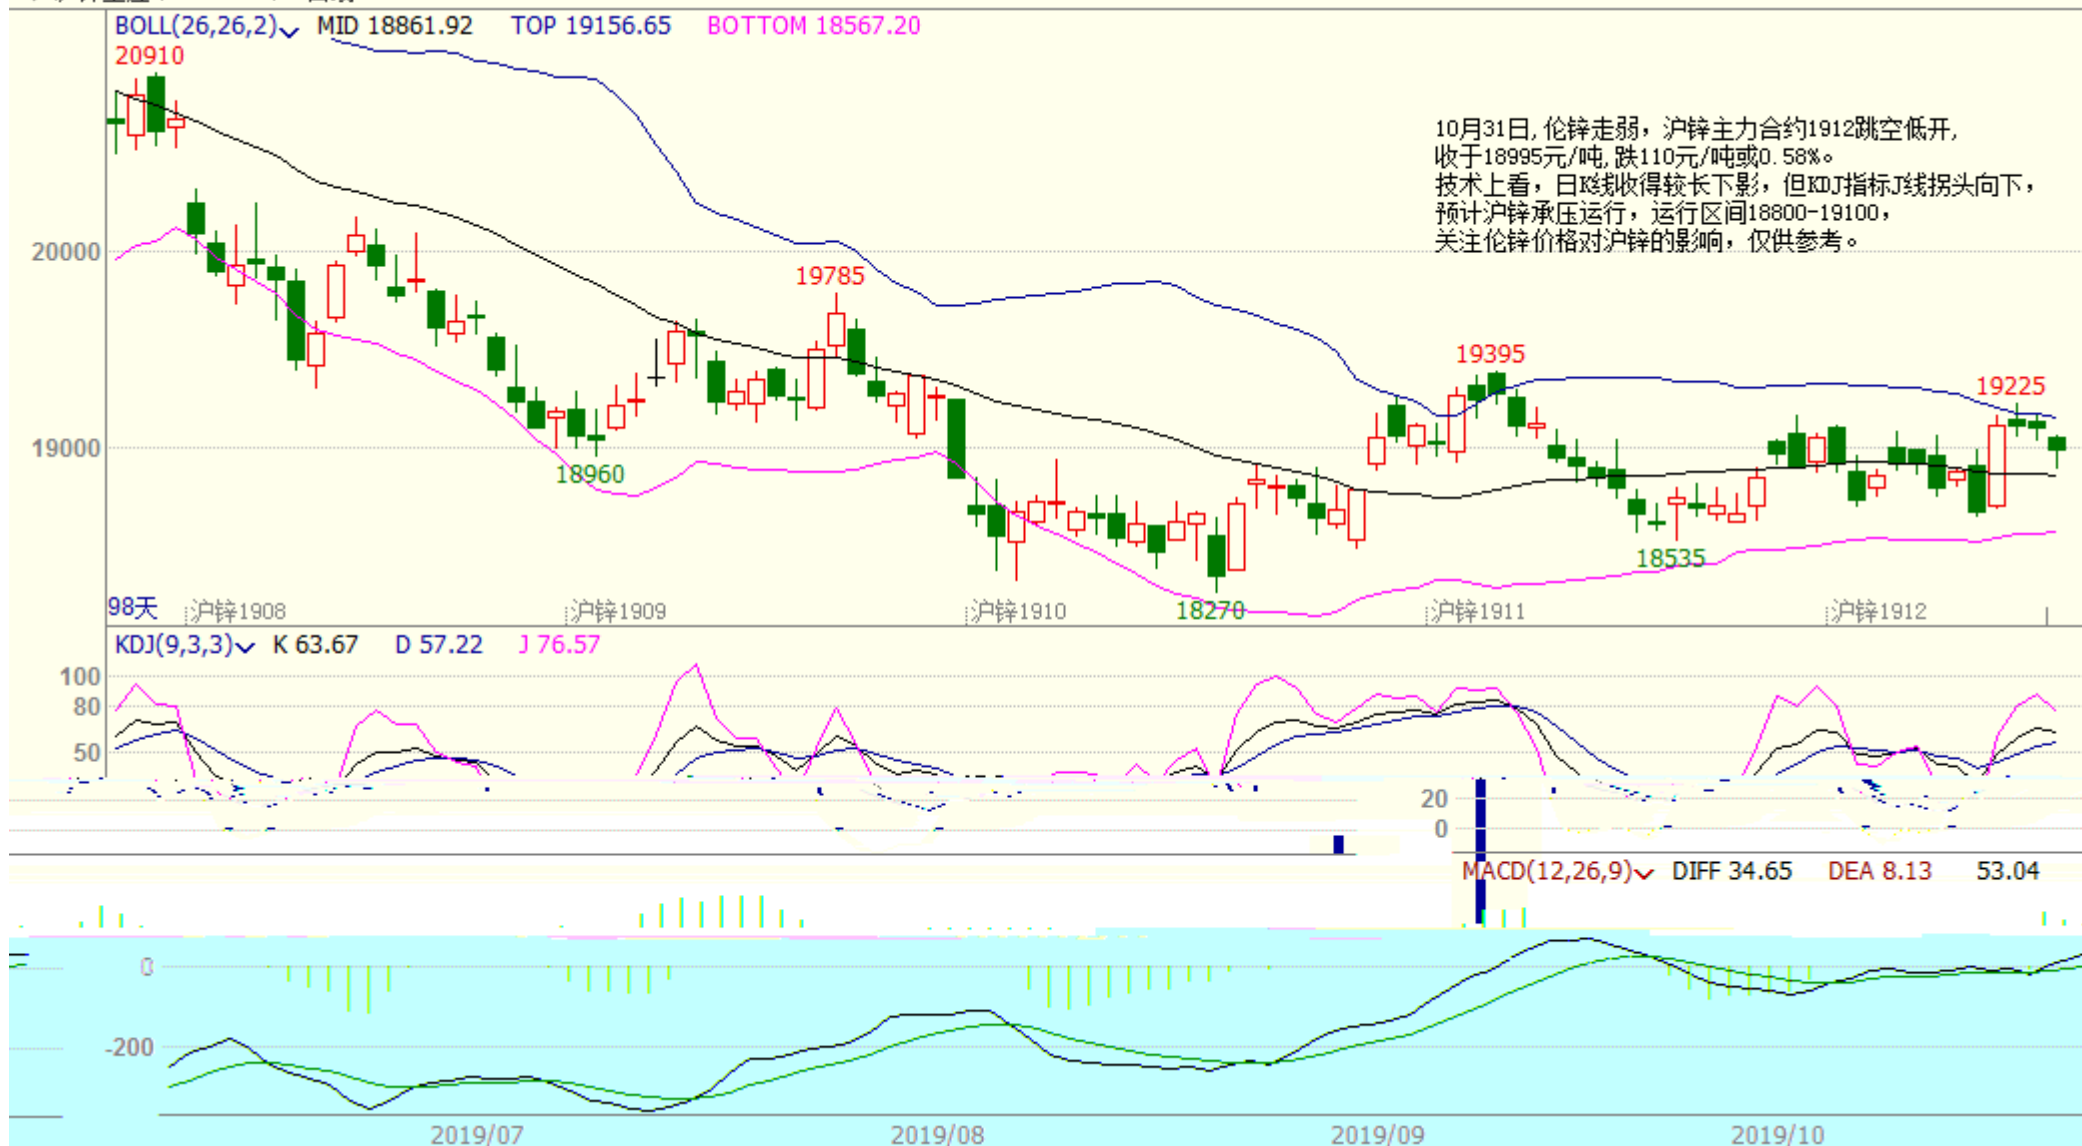 BOLL(26,26,2) MID 18861.92 TOP 19156.65 BOTTOM 18567.20
20910
10月31日,伦锌走弱，沪锌主力合约1912跳空低开,
收于18995元/吨,跌110元/吨或0.58%。
技术上看，日K线收得较长下影，但KDJ指标J线拐头向下，
预计沪锌承压运行，运行区间18800-19100，
关注伦锌价格对沪锌的影响，仅供参考。
20000
19785
19395
19225
19000
18960
18535
18270
98天 沪锌1908 沪锌1909 沪锌1910 沪锌1911 沪锌1912
KDJ(9,3,3) K 63.67 D 57.22 J 76.57
100
80
50
20
0
MACD(12,26,9) DIFF 34.65 DEA 8.13 53.04
0
-200
2019/07 2019/08 2019/09 2019/10